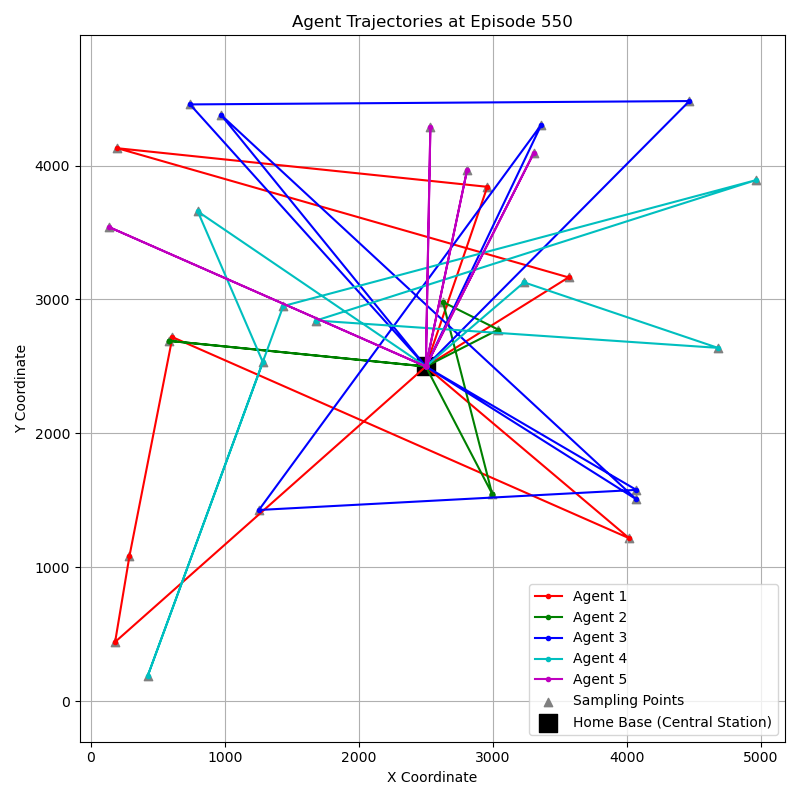 Agent Trajectories at Episode 550
Y Coordinate
4000
3000
2000
1000
0
0 1000 2000 3000 4000 5000
X Coordinate
Agent 1
Agent 2
Agent 3
Agent 4
Agent 5
Sampling Points
Home Base (Central Station)